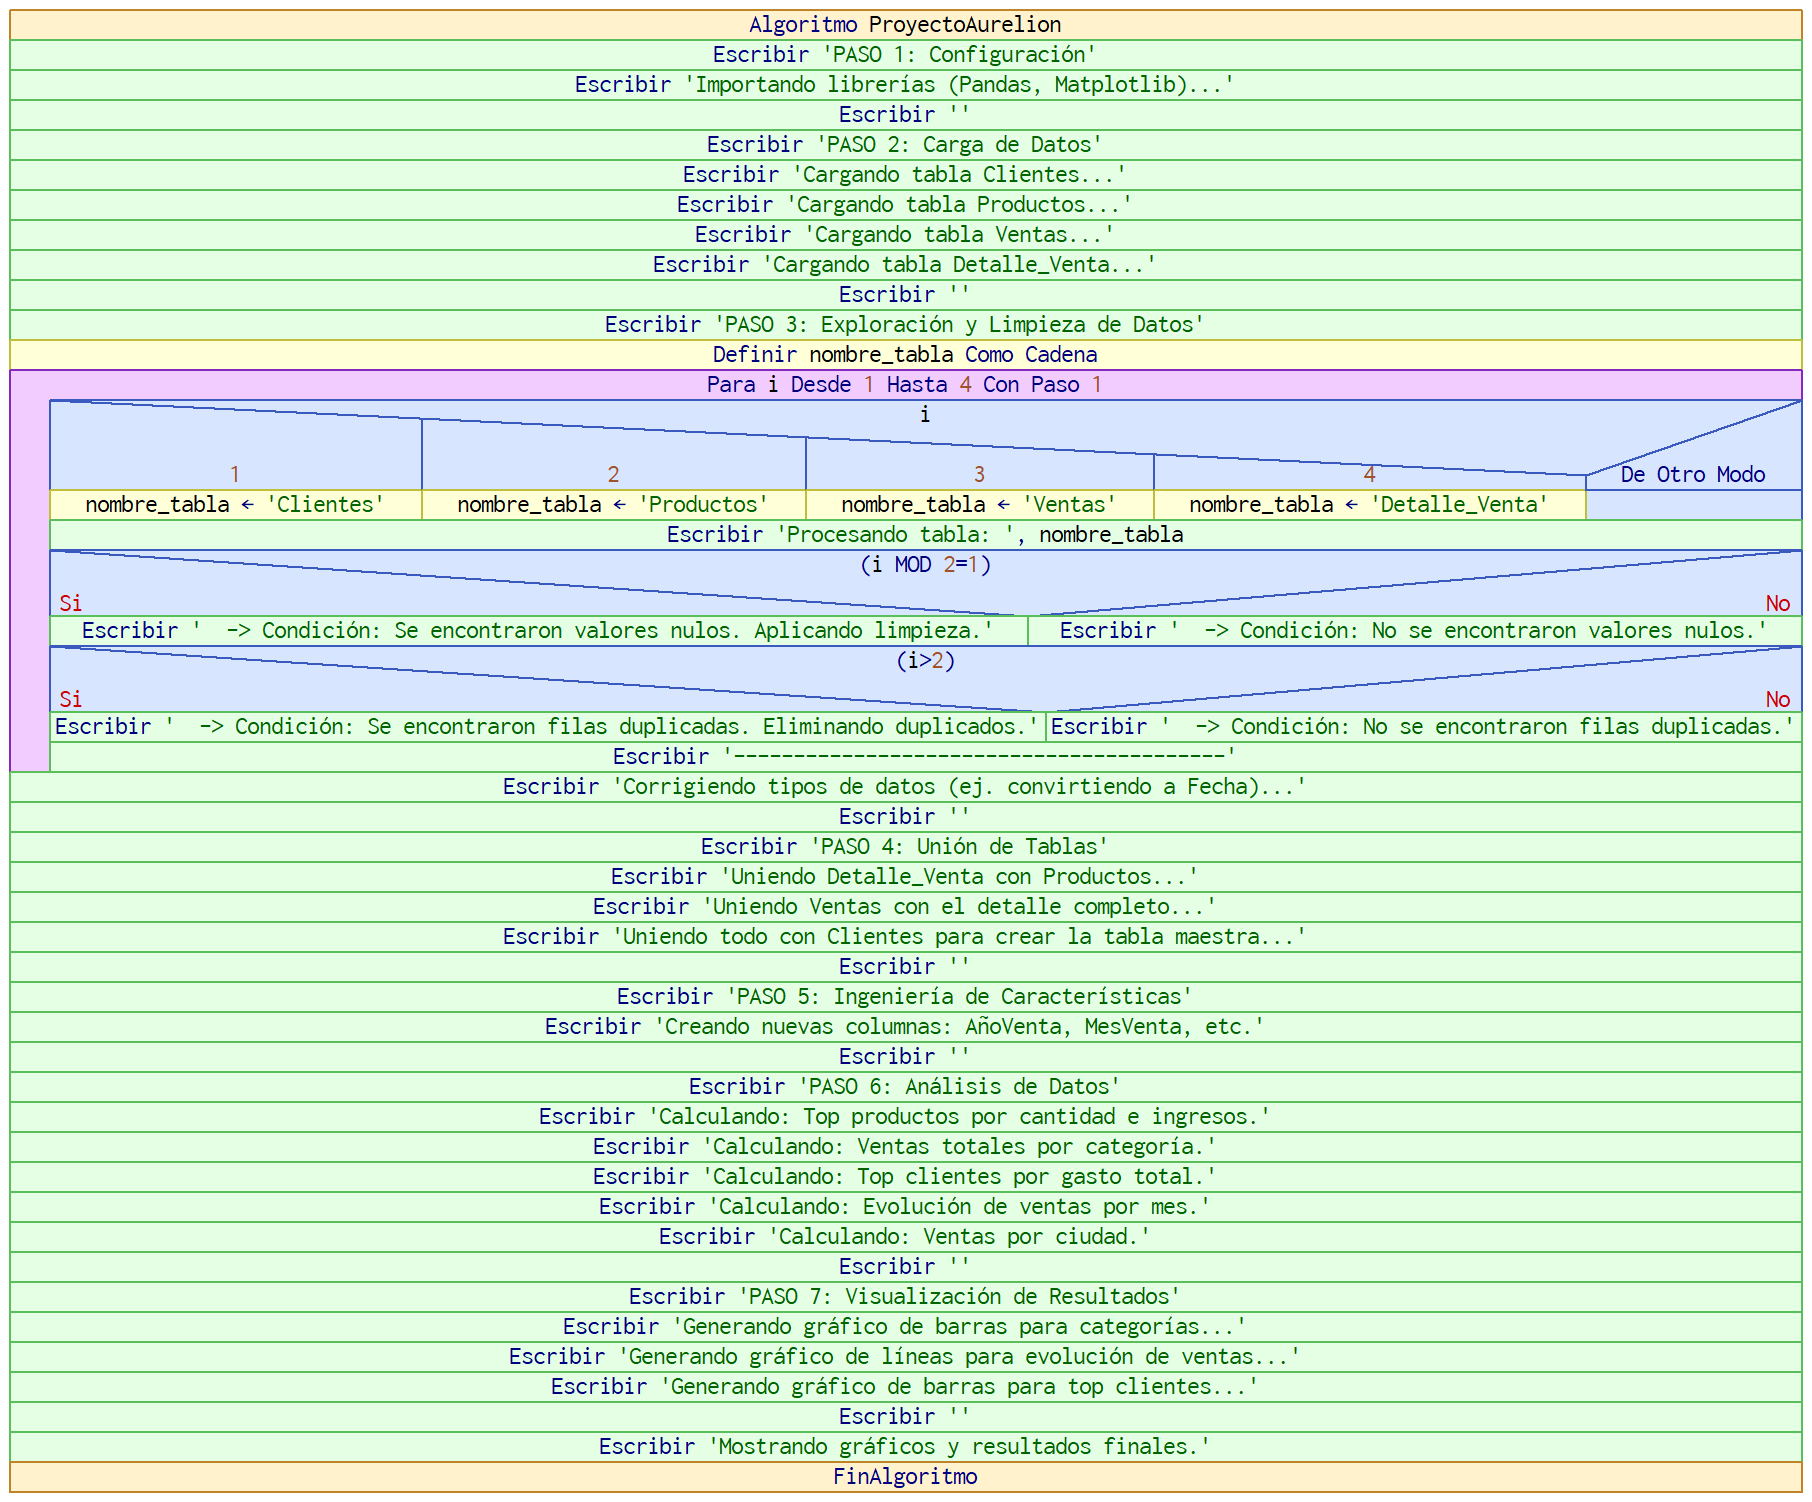 Algoritmo ProyectoAurelion
Escribir 'PASO 1: Configuración'
Escribir 'Importando librerías (Pandas, Matplotlib)...'
Escribir ''
Escribir 'PASO 2: Carga de Datos'
Escribir 'Cargando tabla Clientes...'
Escribir 'Cargando tabla Productos...'
Escribir 'Cargando tabla Ventas...'
Escribir 'Cargando tabla Detalle_Venta...'
Escribir ''
Escribir 'PASO 3: Exploración y Limpieza de Datos'
Definir nombre_tabla Como Cadena
Para i Desde 1 Hasta 4 Con Paso 1
i
1 2 3 4 De Otro Modo
nombre_tabla ← 'Clientes' nombre_tabla ← 'Productos' nombre_tabla ← 'Ventas' nombre_tabla ← 'Detalle_Venta'
Escribir 'Procesando tabla: ', nombre_tabla
(i MOD 2=1)
Si No
Escribir '  -> Condición: Se encontraron valores nulos. Aplicando limpieza.' Escribir '  -> Condición: No se encontraron valores nulos.'
(i>2)
Si No
Escribir '  -> Condición: Se encontraron filas duplicadas. Eliminando duplicados.' Escribir '  -> Condición: No se encontraron filas duplicadas.'
Escribir '-----------------------------------------'
Escribir 'Corrigiendo tipos de datos (ej. convirtiendo a Fecha)...'
Escribir ''
Escribir 'PASO 4: Unión de Tablas'
Escribir 'Uniendo Detalle_Venta con Productos...'
Escribir 'Uniendo Ventas con el detalle completo...'
Escribir 'Uniendo todo con Clientes para crear la tabla maestra...'
Escribir ''
Escribir 'PASO 5: Ingeniería de Características'
Escribir 'Creando nuevas columnas: AñoVenta, MesVenta, etc.'
Escribir ''
Escribir 'PASO 6: Análisis de Datos'
Escribir 'Calculando: Top productos por cantidad e ingresos.'
Escribir 'Calculando: Ventas totales por categoría.'
Escribir 'Calculando: Top clientes por gasto total.'
Escribir 'Calculando: Evolución de ventas por mes.'
Escribir 'Calculando: Ventas por ciudad.'
Escribir ''
Escribir 'PASO 7: Visualización de Resultados'
Escribir 'Generando gráfico de barras para categorías...'
Escribir 'Generando gráfico de líneas para evolución de ventas...'
Escribir 'Generando gráfico de barras para top clientes...'
Escribir ''
Escribir 'Mostrando gráficos y resultados finales.'
FinAlgoritmo